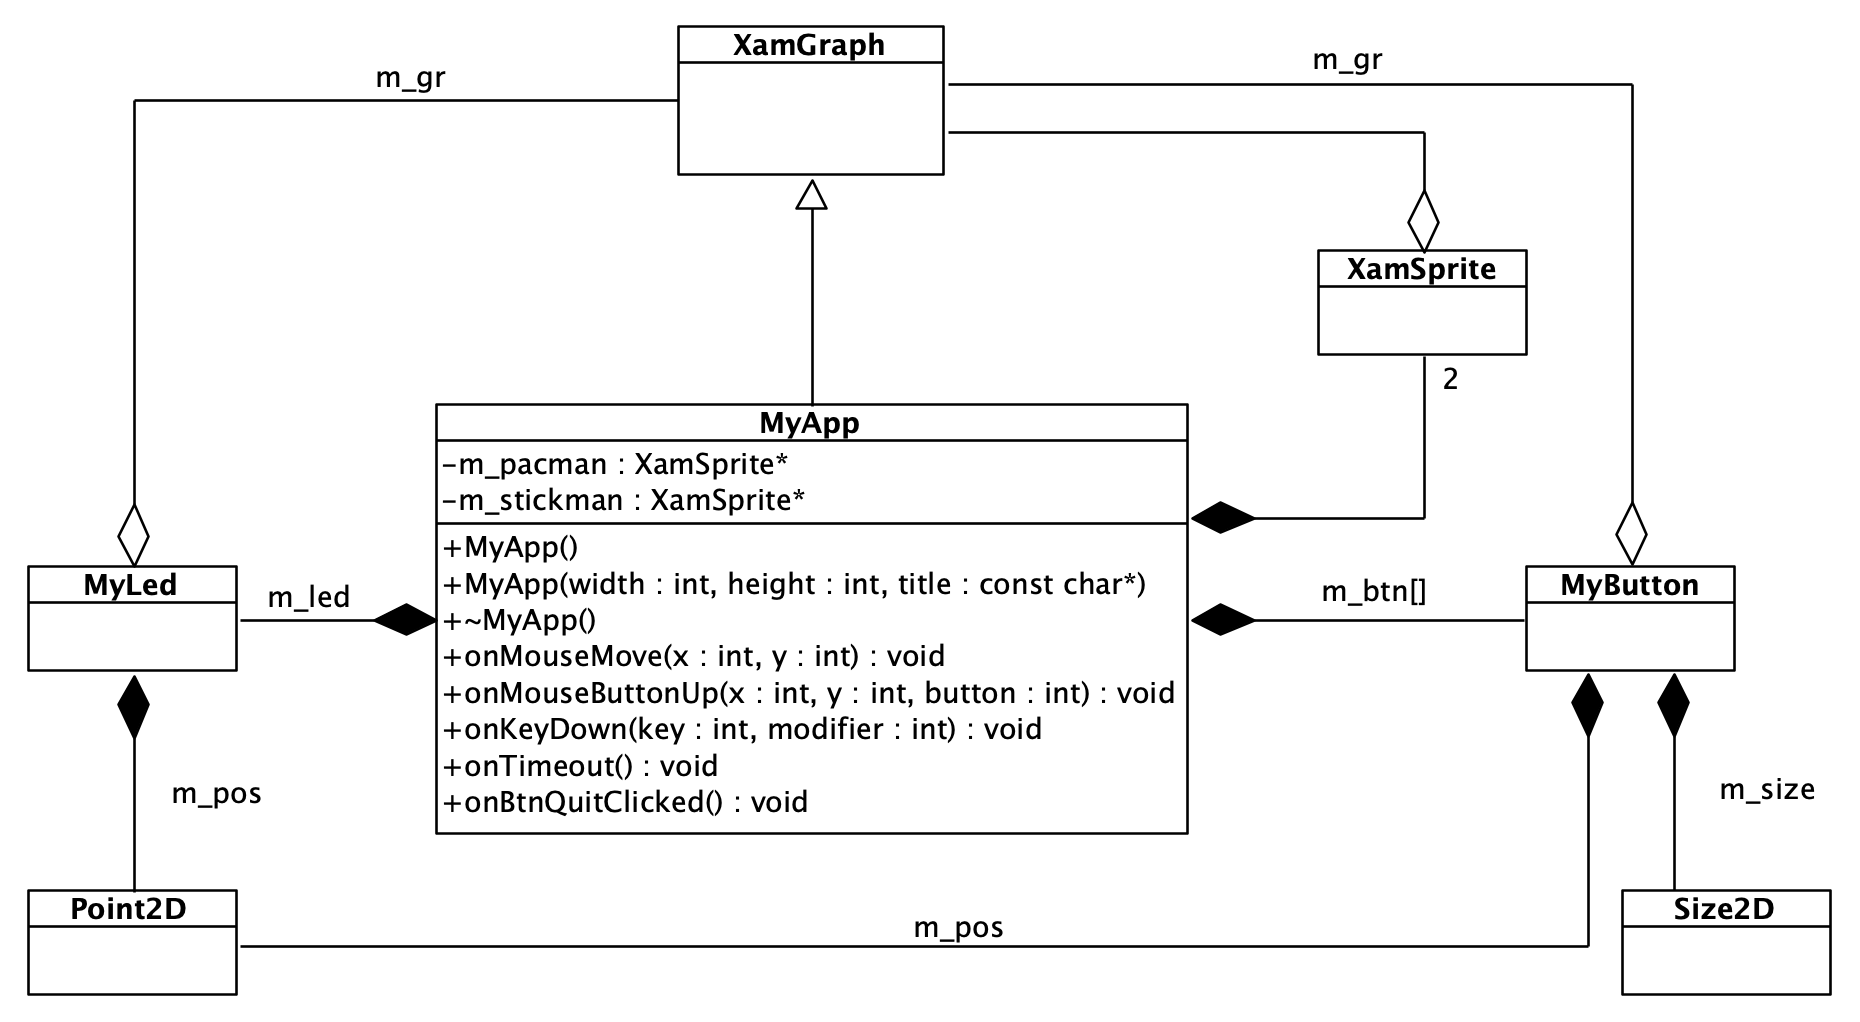 XamGraph
m_gr
m_gr
XamSprite
2
MyApp
-m_pacman : XamSprite*
-m_stickman : XamSprite*
+MyApp()
+MyApp(width : int, height : int, title : const char*)
+~MyApp()
+onMouseMove(x : int, y : int) : void
+onMouseButtonUp(x : int, y : int, button : int) : void
+onKeyDown(key : int, modifier : int) : void
+onTimeout() : void
+onBtnQuitClicked() : void
MyLed
m_led
m_btn[]
MyButton
m_pos
m_size
Point2D
m_pos
Size2D